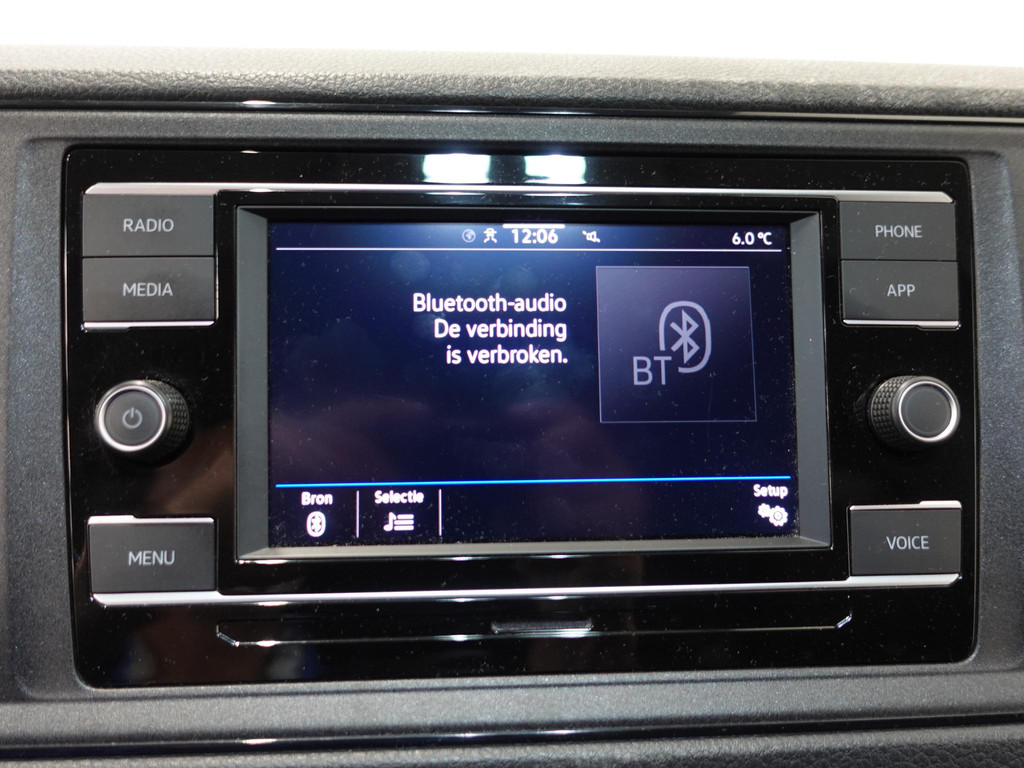 RADIO
MEDIA
MENU
12:06
6.0 °C
Bluetooth-audio
De verbinding
is verbroken.
BT
Bron
Selectie
Setup
PHONE
APP
VOICE